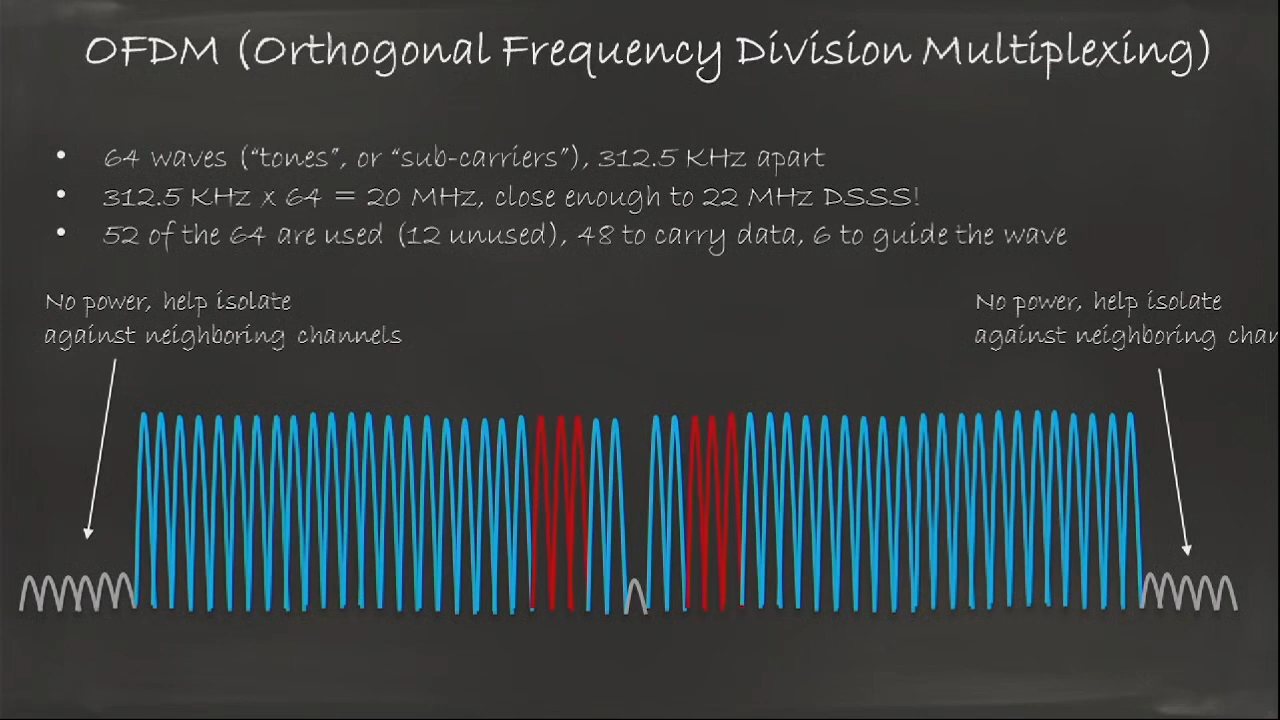 OFDM (Orthogonal Frequency Division Multiplexing)
• 64 waves ("tones", or "sub-carriers"), 312.5 KHz apart
• 312.5 KHz x 64 = 20 MHz, close enough to 22 MHz DSSS!
• 52 of the 64 are used (12 unused), 48 to carry data, 6 to guide the wave
No power, help isolate
against neighboring channels
No power, help isolate
against neighboring chan